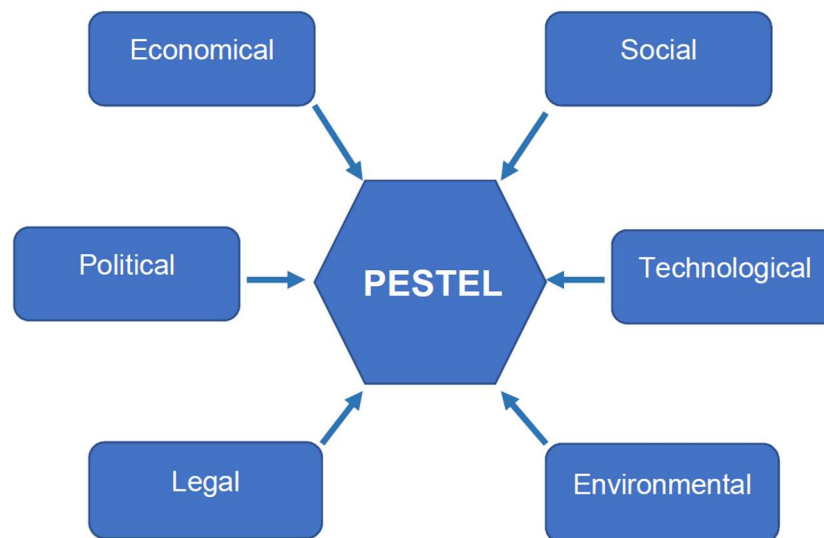 Economical
Social
Political
PESTEL
Technological
Legal
Environmental